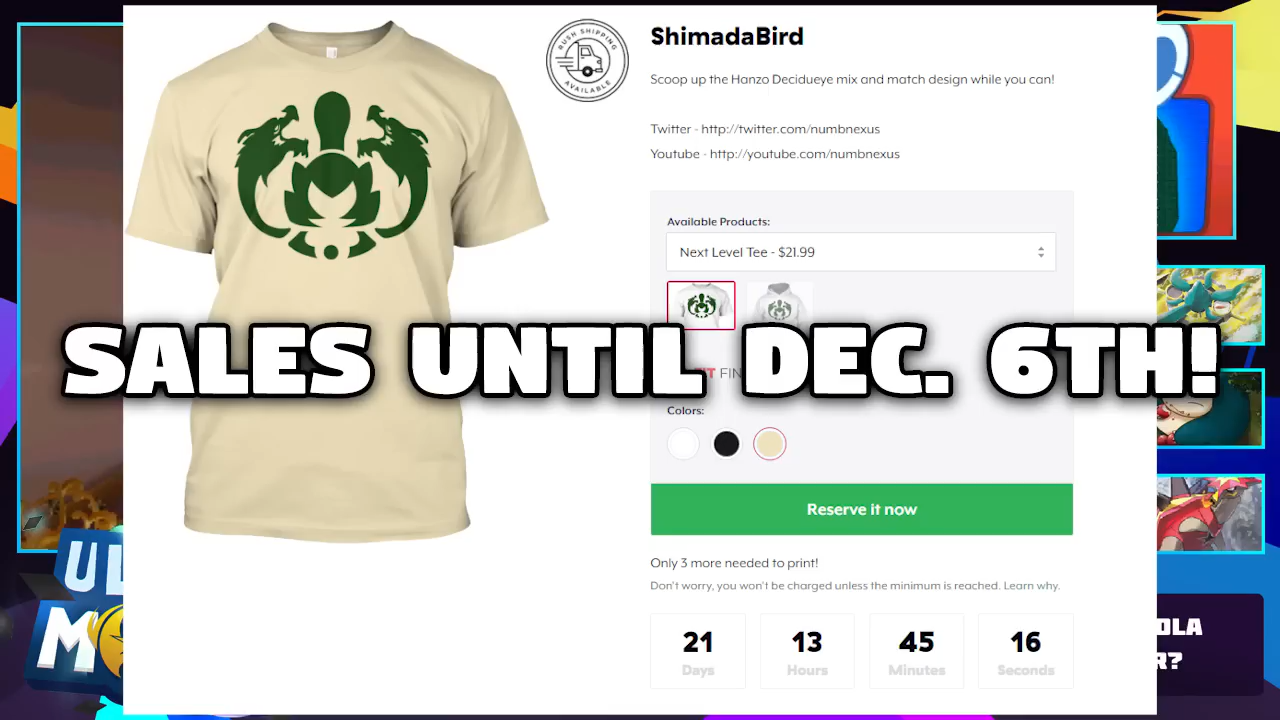 RUSH SHIPPING
AVAILABLE
ShimadaBird
Scoop up the Hanzo Decidueye mix and match design while you can!
Twitter - http://twitter.com/numbnexus
Youtube - http://youtube.com/numbnexus
Available Products:
Next Level Tee - $21.99
SALES UNTIL DEC. 6TH!
Colors:
Reserve it now
Only 3 more needed to print!
Don't worry, you won't be charged unless the minimum is reached. Learn why.
21
13
45
16
Days
Hours
Minutes
Seconds